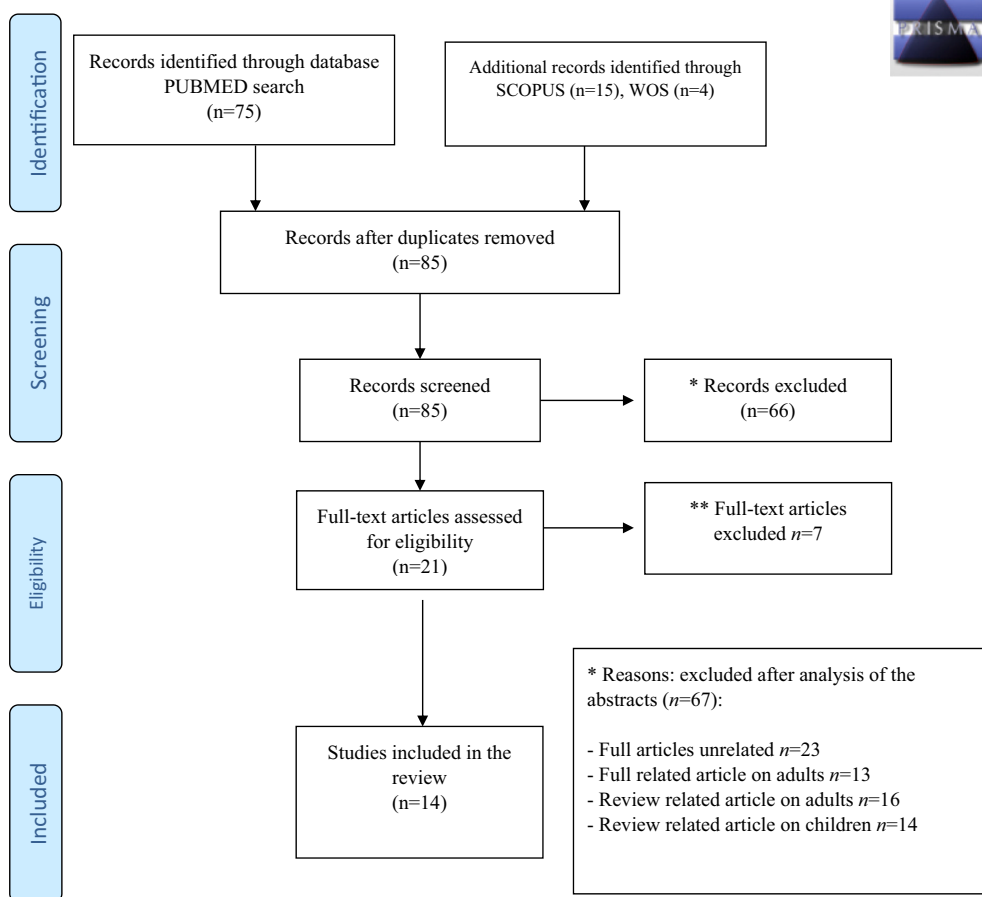 PRISMA
Identification
Records identified through database
PUBMED search
(n=75)
Additional records identified through
SCOPUS (n=15), WOS (n=4)
Records after duplicates removed
(n=85)
Screening
Records screened
(n=85)
* Records excluded
(n=66)
Eligibility
Full-text articles assessed
for eligibility
(n=21)
** Full-text articles
excluded n=7
Included
Studies included in the
review
(n=14)
* Reasons: excluded after analysis of the
abstracts (n=67):
- Full articles unrelated n=23
- Full related article on adults n=13
- Review related article on adults n=16
- Review related article on children n=14